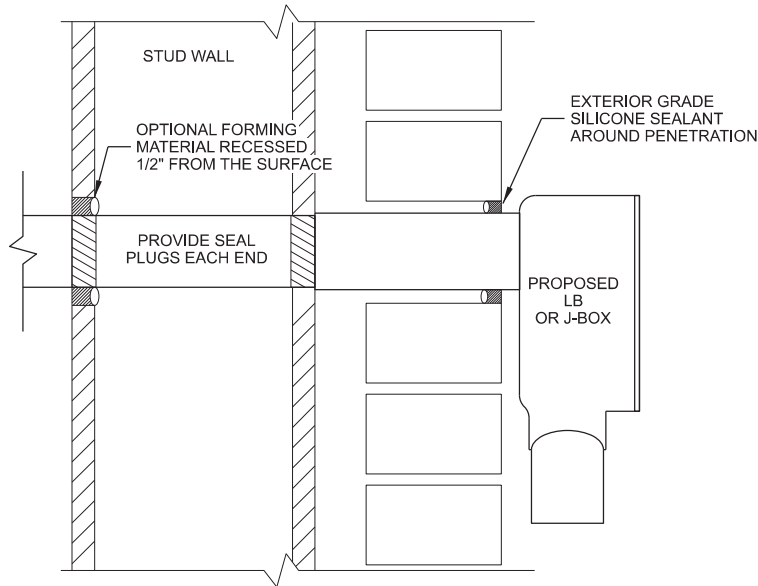 STUD WALL
OPTIONAL FORMING
MATERIAL RECESSED
1/2" FROM THE SURFACE
EXTERIOR GRADE
SILICONE SEALANT
AROUND PENETRATION
PROVIDE SEAL
PLUGS EACH END
PROPOSED
LB
OR J-BOX